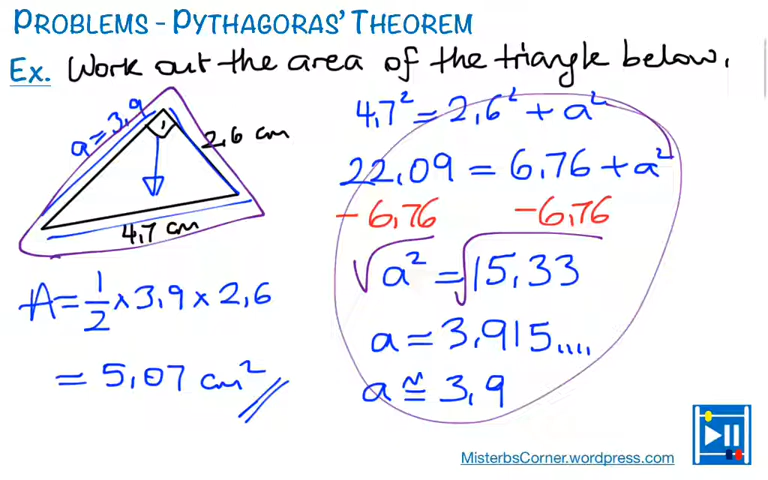 PROBLEMS - PYTHAGORAS' THEOREM
Ex. Work out the area of the triangle below.
a = 3,9
2,6 cm
4,7 cm
4,7² = 2,6² + a²
22,09 = 6,76 + a²
-6,76 -6,76
√a² = √15,33
a = 3,915....
a ≅ 3,9
A = 1/2 × 3,9 × 2,6
= 5,07 cm²
MisterbsCorner.wordpress.com